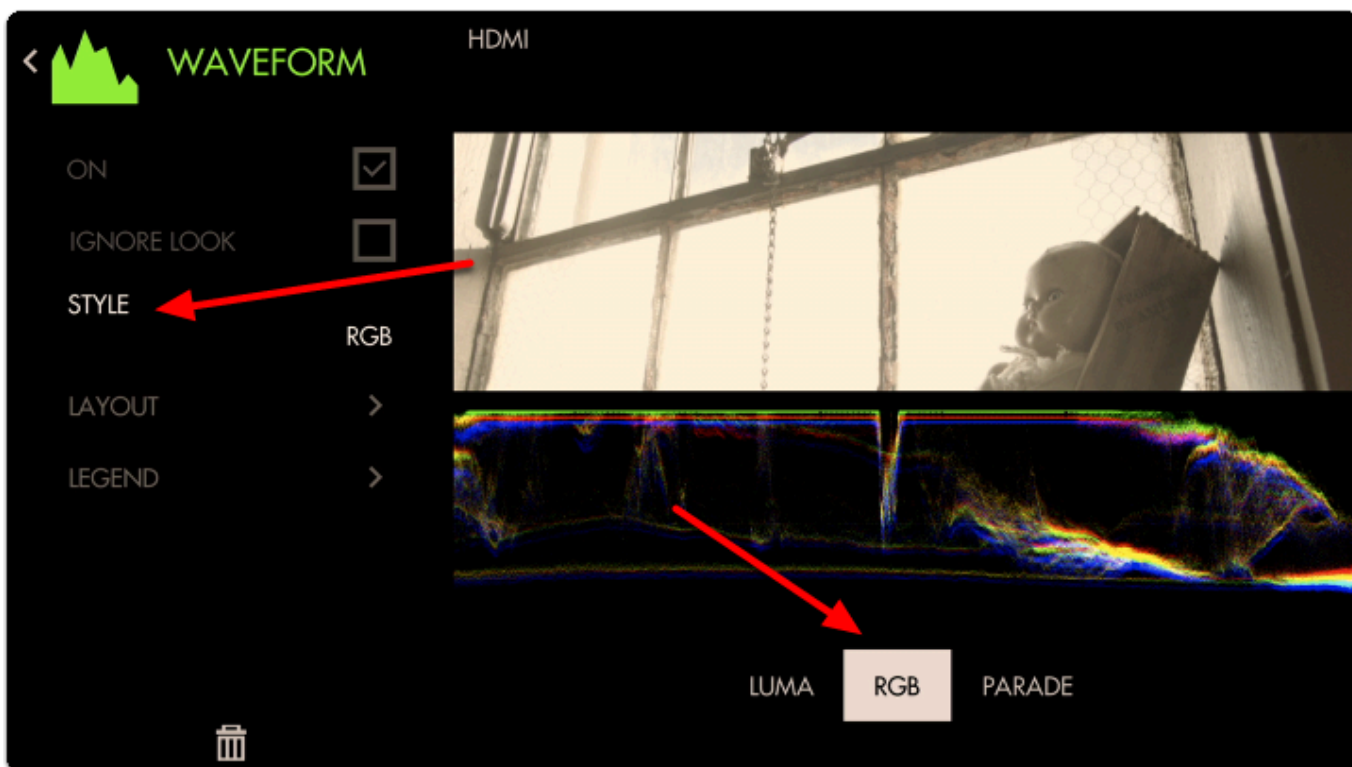 WAVEFORM
HDMI
ON
IGNORE LOOK
STYLE
RGB
LAYOUT
LEGEND
LUMA RGB PARADE